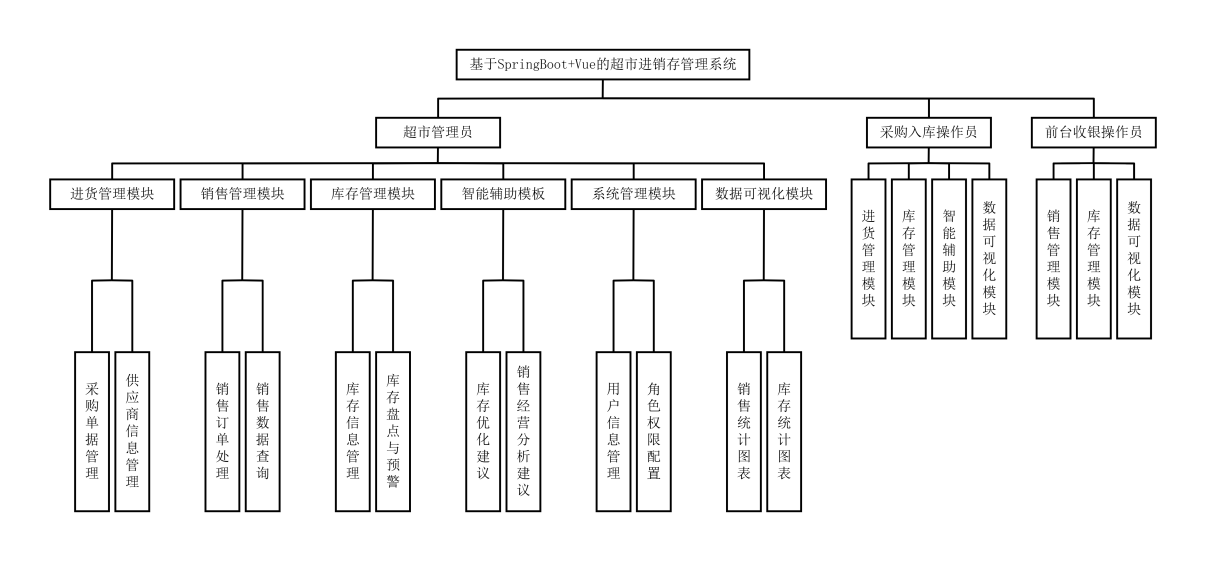 基于SpringBoot+Vue的超市进销存管理系统
超市管理员
采购入库操作员
前台收银操作员
进货管理模块
销售管理模块
库存管理模块
智能辅助模板
系统管理模块
数据可视化模块
进货管理模块
库存管理模块
智能辅助模块
数据可视化模块
销售管理模块
库存管理模块
数据可视化模块
采购单据管理
供应商信息管理
销售订单处理
销售数据查询
库存信息管理
库存盘点与预警
库存优化建议
销售经营分析建议
用户信息管理
角色权限配置
销售统计图表
库存统计图表